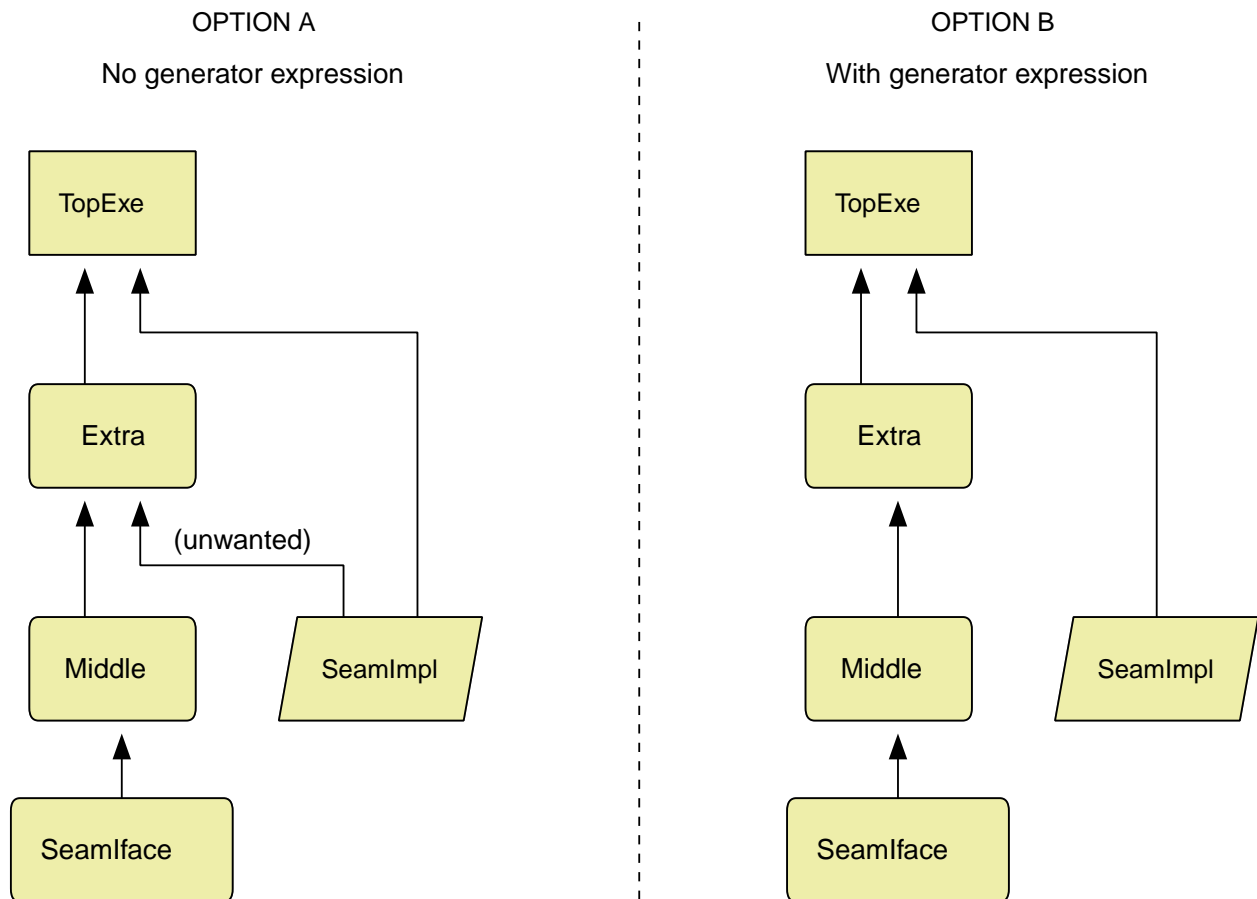 OPTION A
No generator expression
TopExe
Extra
(unwanted)
Middle
SeamImpl
SeamIface
OPTION B
With generator expression
TopExe
Extra
Middle
SeamImpl
SeamIface